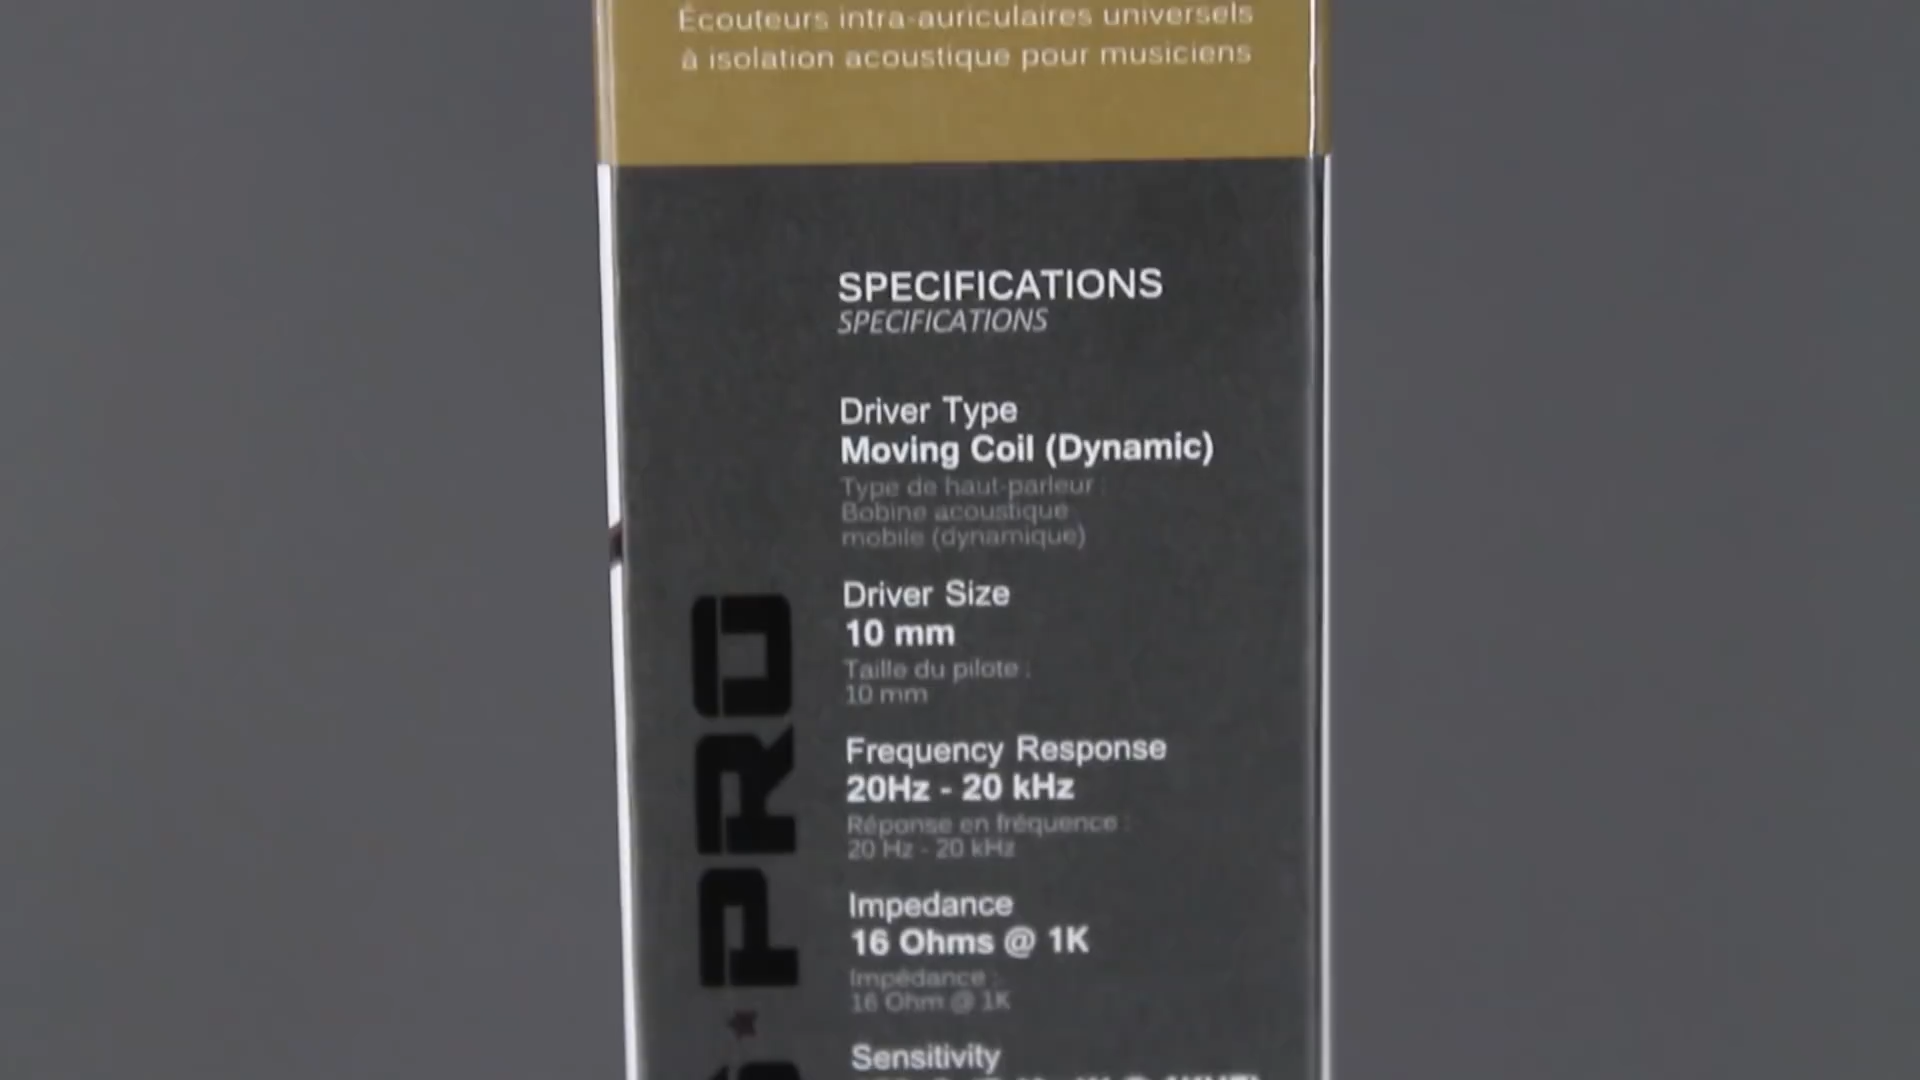 Écouteurs intra-auriculaires universels
à isolation acoustique pour musiciens
SPECIFICATIONS
SPECIFICATIONS
Driver Type
Moving Coil (Dynamic)
Type de haut-parleur :
Bobine acoustique
mobile (dynamique)
Driver Size
10 mm
Taille du pilote :
10 mm
Frequency Response
20Hz - 20 kHz
Réponse en fréquence :
20 Hz - 20 kHz
Impedance
16 Ohms @ 1K
Impédance :
16 Ohm @ 1K
Sensitivity
PRO